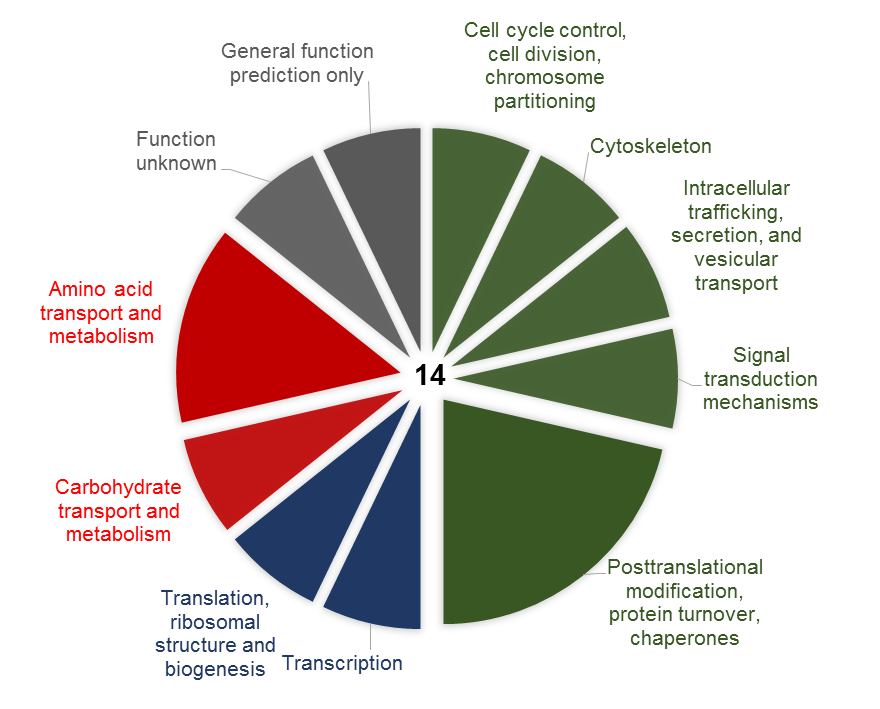 Cell cycle control,
cell division,
chromosome
partitioning
Cytoskeleton
Intracellular
trafficking,
secretion, and
vesicular
transport
Signal
transduction
mechanisms
Posttranslational
modification,
protein turnover,
chaperones
Transcription
Translation,
ribosomal
structure and
biogenesis
Carbohydrate
transport and
metabolism
Amino acid
transport and
metabolism
Function
unknown
General function
prediction only
14